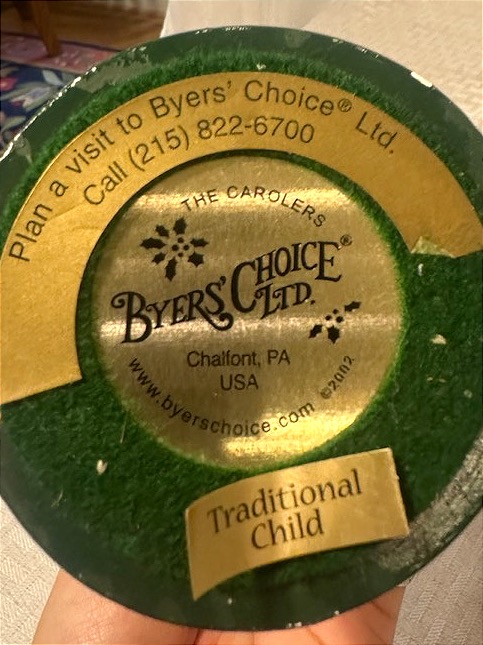 Plan a visit to Byers' Choice® Ltd.
Call (215) 822-6700
THE CAROLERS
BYERS' CHOICE®
LTD.
Chalfont, PA
USA
www.byerschoice.com ©2002
Traditional
Child